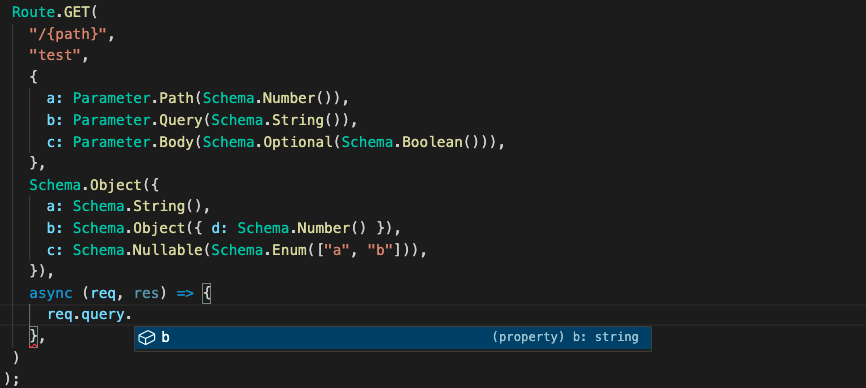 Route.GET(
"/{path}",
"test",
{
a: Parameter.Path(Schema.Number()),
b: Parameter.Query(Schema.String()),
c: Parameter.Body(Schema.Optional(Schema.Boolean())),
},
Schema.Object({
a: Schema.String(),
b: Schema.Object({ d: Schema.Number() }),
c: Schema.Nullable(Schema.Enum(["a", "b"])),
}),
async (req, res) => {
req.query.
b (property) b: string
},
)
);